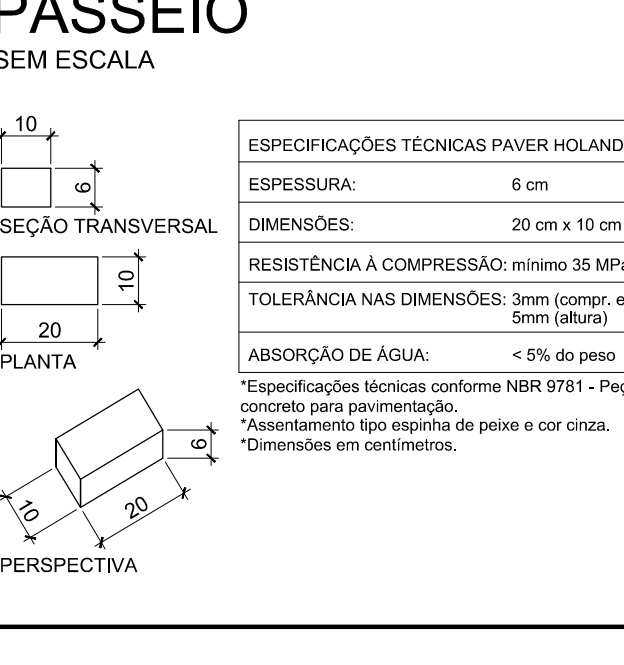 PASSEIO
SEM ESCALA
10
6
SEÇÃO TRANSVERSAL
10
20
PLANTA
6
10
20
PERSPECTIVA
ESPECIFICAÇÕES TÉCNICAS PAVER HOLAND
ESPESSURA: 6 cm
DIMENSÕES: 20 cm x 10 cm
RESISTÊNCIA À COMPRESSÃO: mínimo 35 MPa
TOLERÂNCIA NAS DIMENSÕES: 3mm (compr. e
5mm (altura)
ABSORÇÃO DE ÁGUA: < 5% do peso
*Especificações técnicas conforme NBR 9781 - Peç
concreto para pavimentação.
*Assentamento tipo espinha de peixe e cor cinza.
*Dimensões em centímetros.